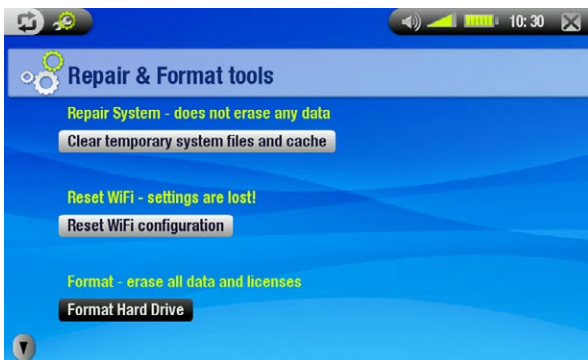 10:30
Repair & Format tools
Repair System - does not erase any data
Clear temporary system files and cache
Reset WiFi - settings are lost!
Reset WiFi configuration
Format - erase all data and licenses
Format Hard Drive